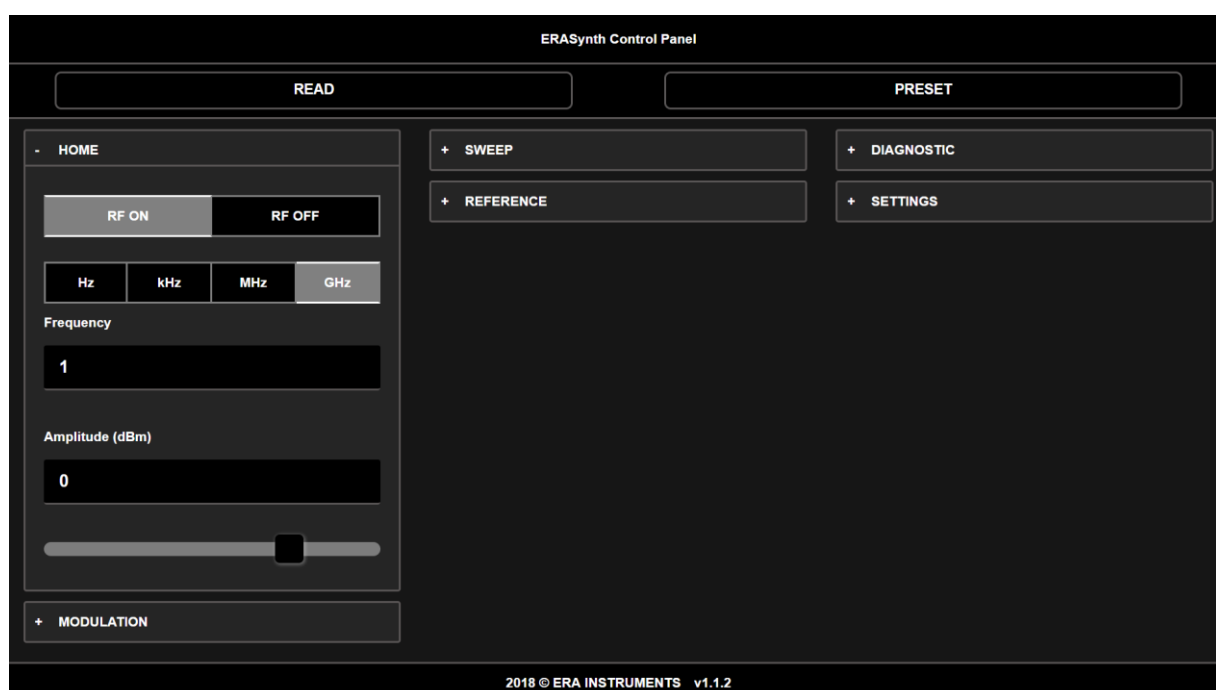 ERASynth Control Panel
READ PRESET
- HOME
RF ON RF OFF
Hz kHz MHz GHz
Frequency
1
Amplitude (dBm)
0
+ MODULATION
+ SWEEP
+ REFERENCE
+ DIAGNOSTIC
+ SETTINGS
2018 © ERA INSTRUMENTS v1.1.2